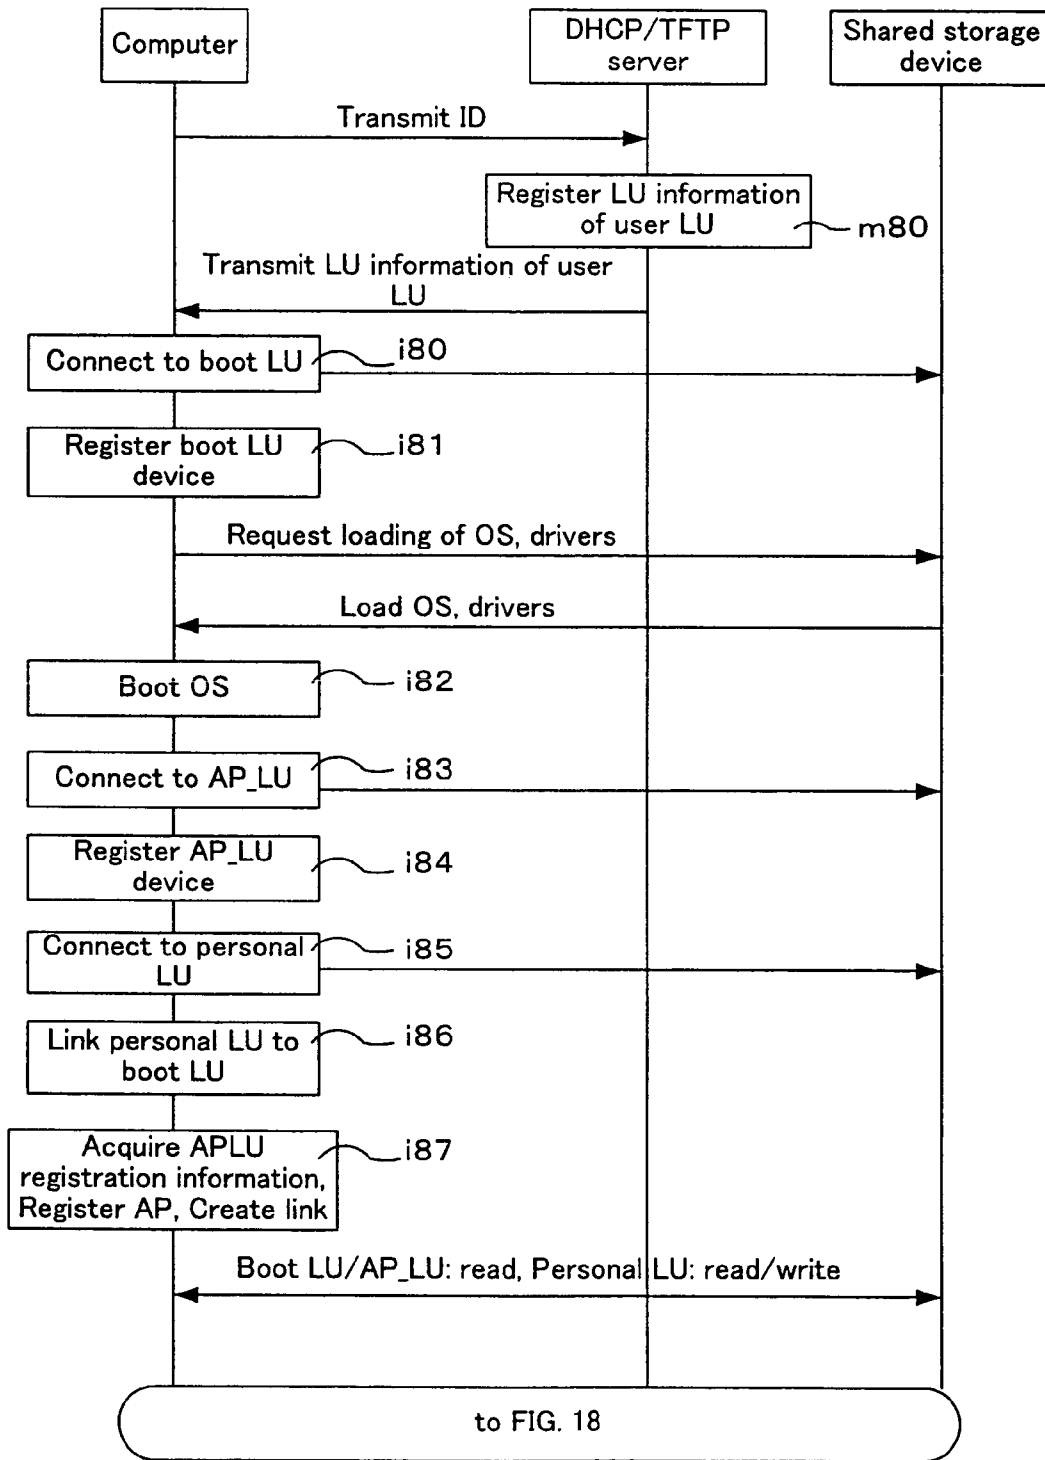 Computer
DHCP/TFTP
server
Shared storage
device
Transmit ID
Register LU information
of user LU
m80
Transmit LU information of user
LU
Connect to boot LU
i80
Register boot LU
device
i81
Request loading of OS, drivers
Load OS, drivers
Boot OS
i82
Connect to AP_LU
i83
Register AP_LU
device
i84
Connect to personal
LU
i85
Link personal LU to
boot LU
i86
Acquire APLU
registration information,
Register AP, Create link
i87
Boot LU/AP_LU: read, Personal LU: read/write
to FIG. 18